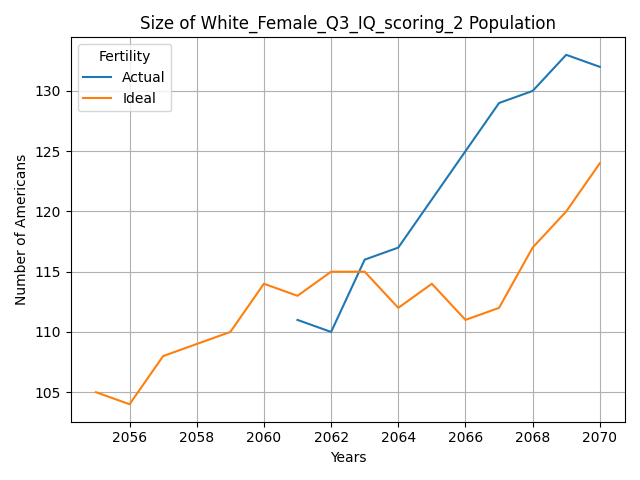 Size of White_Female_Q3_IQ_scoring_2 Population
Fertility
Actual
Ideal
Number of Americans
130
125
120
115
110
105
2056 2058 2060 2062 2064 2066 2068 2070
Years